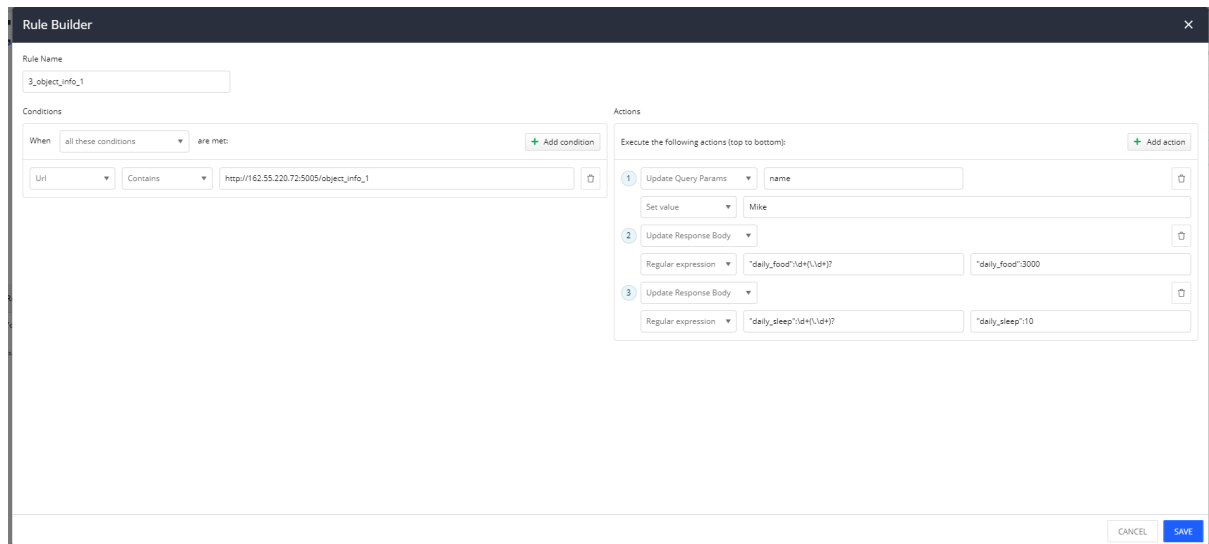 Rule Builder
Rule Name
3_object_info_1
Conditions
When all these conditions are met: + Add condition
Url Contains http://162.55.220.72:5005/object_info_1
Actions
Execute the following actions (top to bottom): + Add action
1 Update Query Params name
Set value Mike
2 Update Response Body
Regular expression "daily_food":\d+(\.\d+)? "daily_food":3000
3 Update Response Body
Regular expression "daily_sleep":\d+(\.\d+)? "daily_sleep":10
CANCEL SAVE